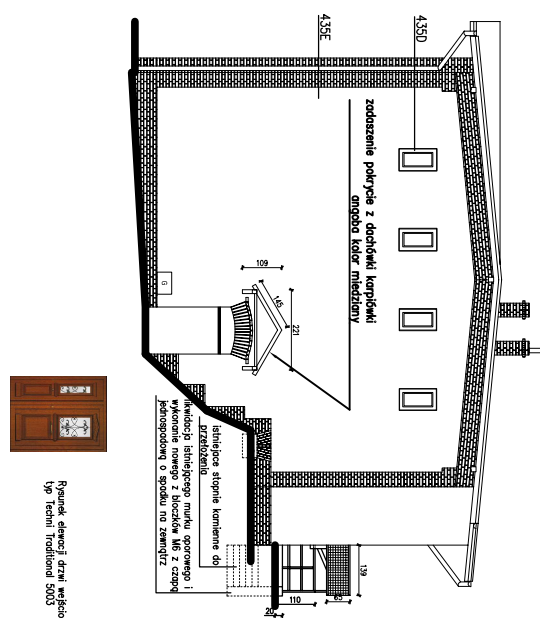 435E
435D
zadaszenie pokrycie z dachówki karpiówki
angoba kolor miedziany
109
145
221
G
istniejące stopnie kamienne do
przełożenia
likwidacja istniejącego murku oporowego i
wykonanie nowego z bloczków M6 z czapą
jednospadową o spadku na zewnątrz
139
65
110
20
Rysunek elewacji drzwi wejścio
typ Techni Traditional 5003